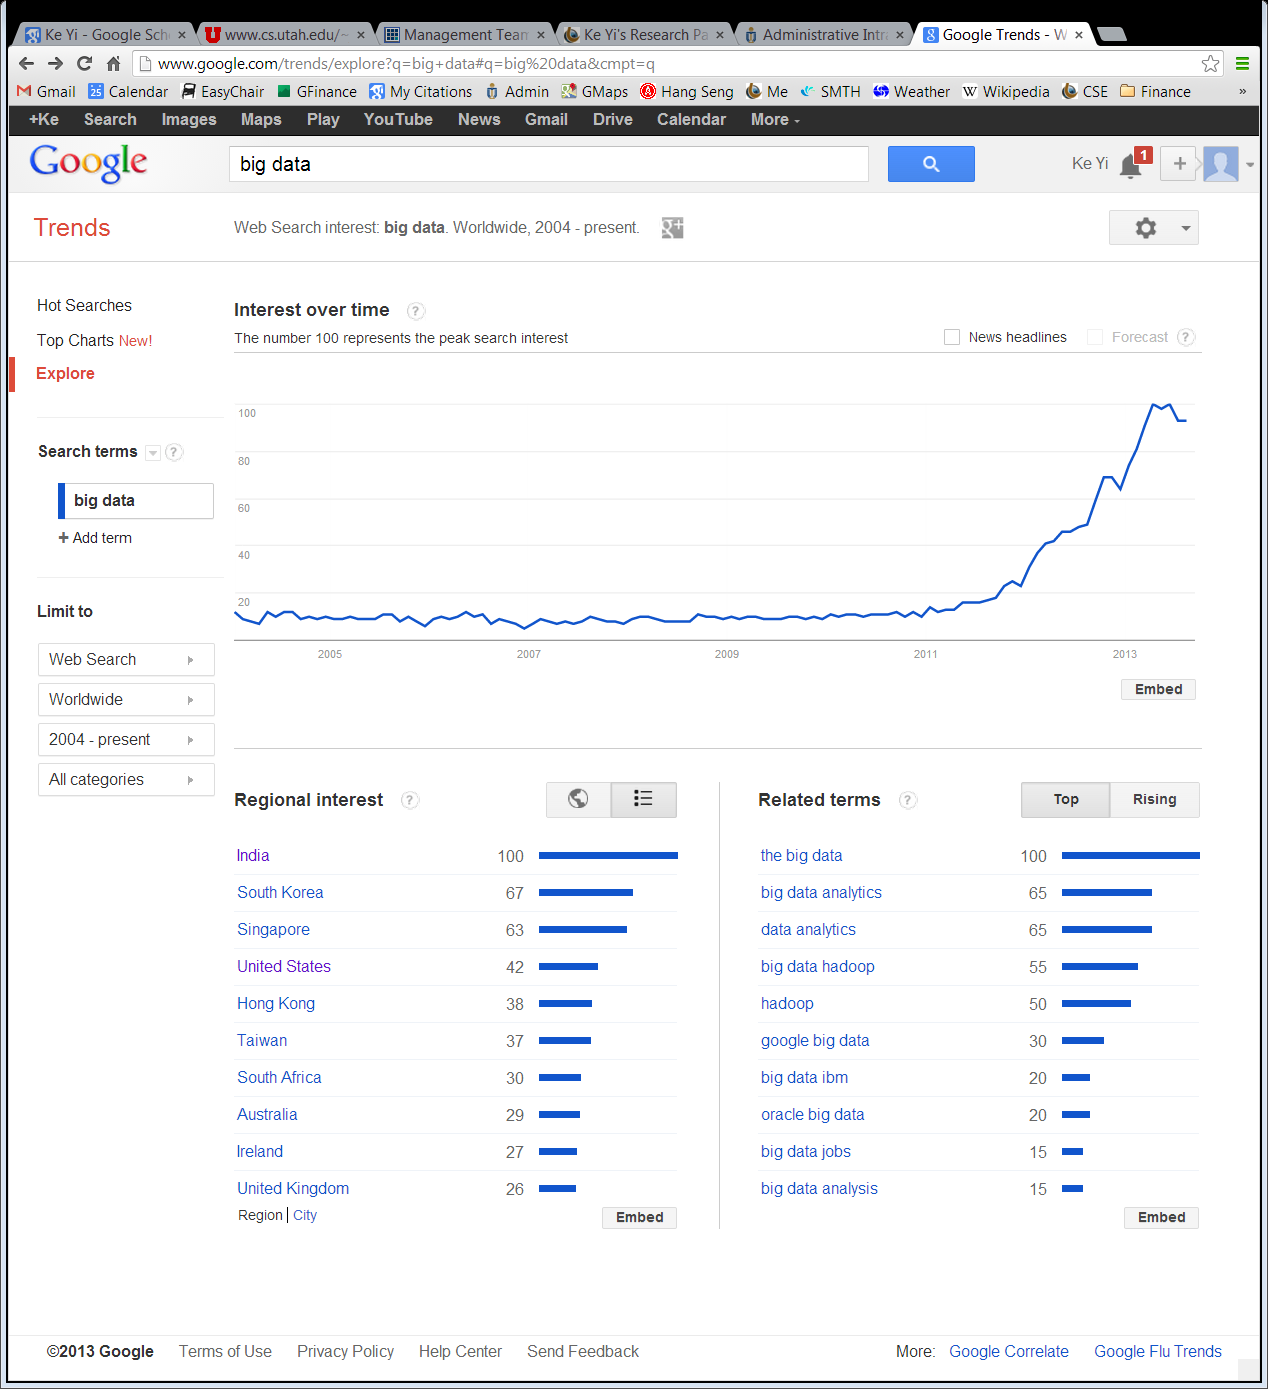 Ke Yi - Google Sch
www.cs.utah.edu/~
Management Team
Ke Yi's Research Pa
Administrative Intra
Google Trends - W
www.google.com/trends/explore?q=big+data#q=big%20data&cmpt=q
Gmail Calendar EasyChair GFinance My Citations Admin GMaps Hang Seng Me SMTH Weather Wikipedia CSE Finance »
+Ke Search Images Maps Play YouTube News Gmail Drive Calendar More
Google
big data
Ke Yi
1
+
Trends
Web Search interest: big data. Worldwide, 2004 - present.
Hot Searches
Top Charts New!
Explore
Search terms ?
big data
+ Add term
Limit to
Web Search
Worldwide
2004 - present
All categories
Interest over time ?
The number 100 represents the peak search interest
News headlines
Forecast ?
100
80
60
40
20
2005 2007 2009 2011 2013
Embed
Regional interest ?
India 100
South Korea 67
Singapore 63
United States 42
Hong Kong 38
Taiwan 37
South Africa 30
Australia 29
Ireland 27
United Kingdom 26
Region | City
Embed
Related terms ?
Top Rising
the big data 100
big data analytics 65
data analytics 65
big data hadoop 55
hadoop 50
google big data 30
big data ibm 20
oracle big data 20
big data jobs 15
big data analysis 15
Embed
©2013 Google Terms of Use Privacy Policy Help Center Send Feedback
More: Google Correlate Google Flu Trends